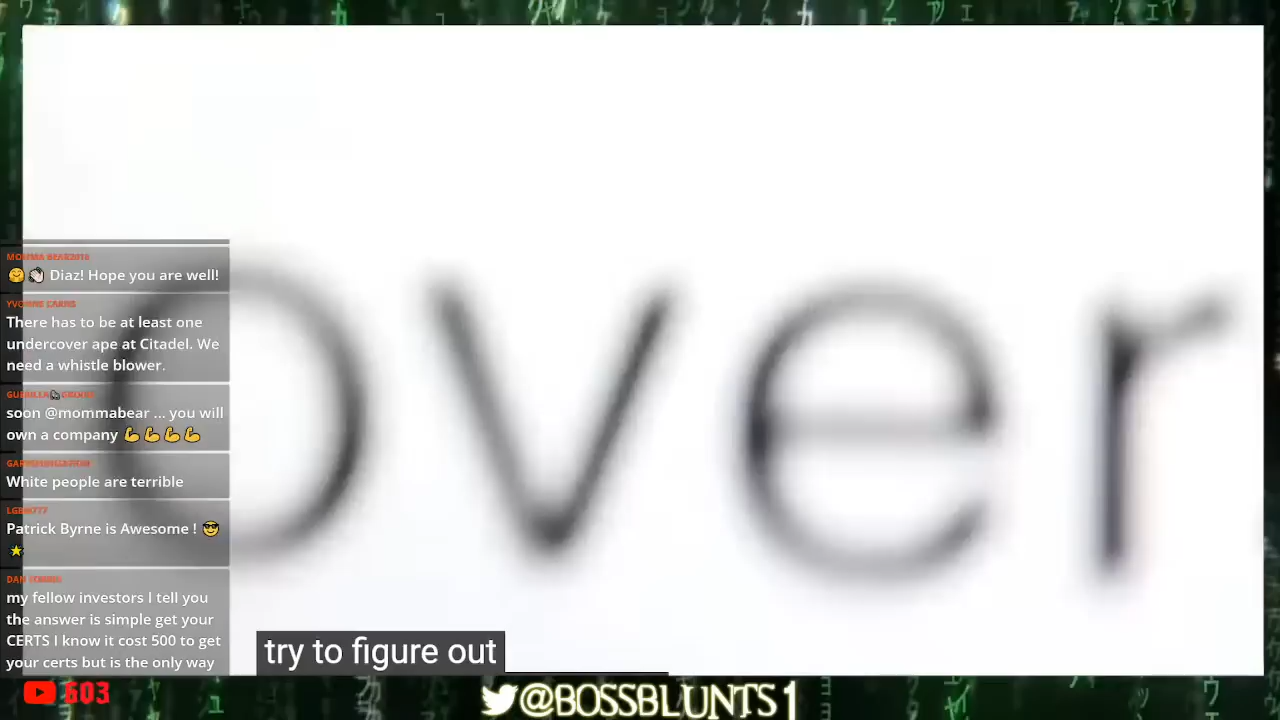 over
MOMMA BEAR2010
🤗👏🏻 Diaz! Hope you are well!
There has to be at least one
undercover ape at Citadel. We
need a whistle blower.
soon @mommabear ... you will
own a company 💪💪💪💪
White people are terrible
Patrick Byrne is Awesome ! 😎
⭐
DAN
my fellow investors I tell you
the answer is simple get your
CERTS I know it cost 500 to get
your certs but is the only way
try to figure out
603
@BOSSBLUNTS1